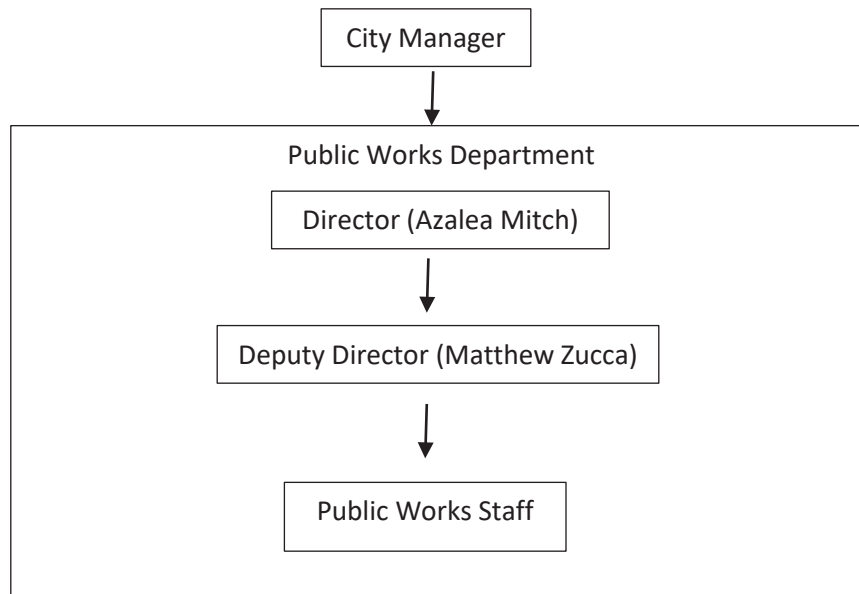 City Manager
Public Works Department
Director (Azalea Mitch)
Deputy Director (Matthew Zucca)
Public Works Staff